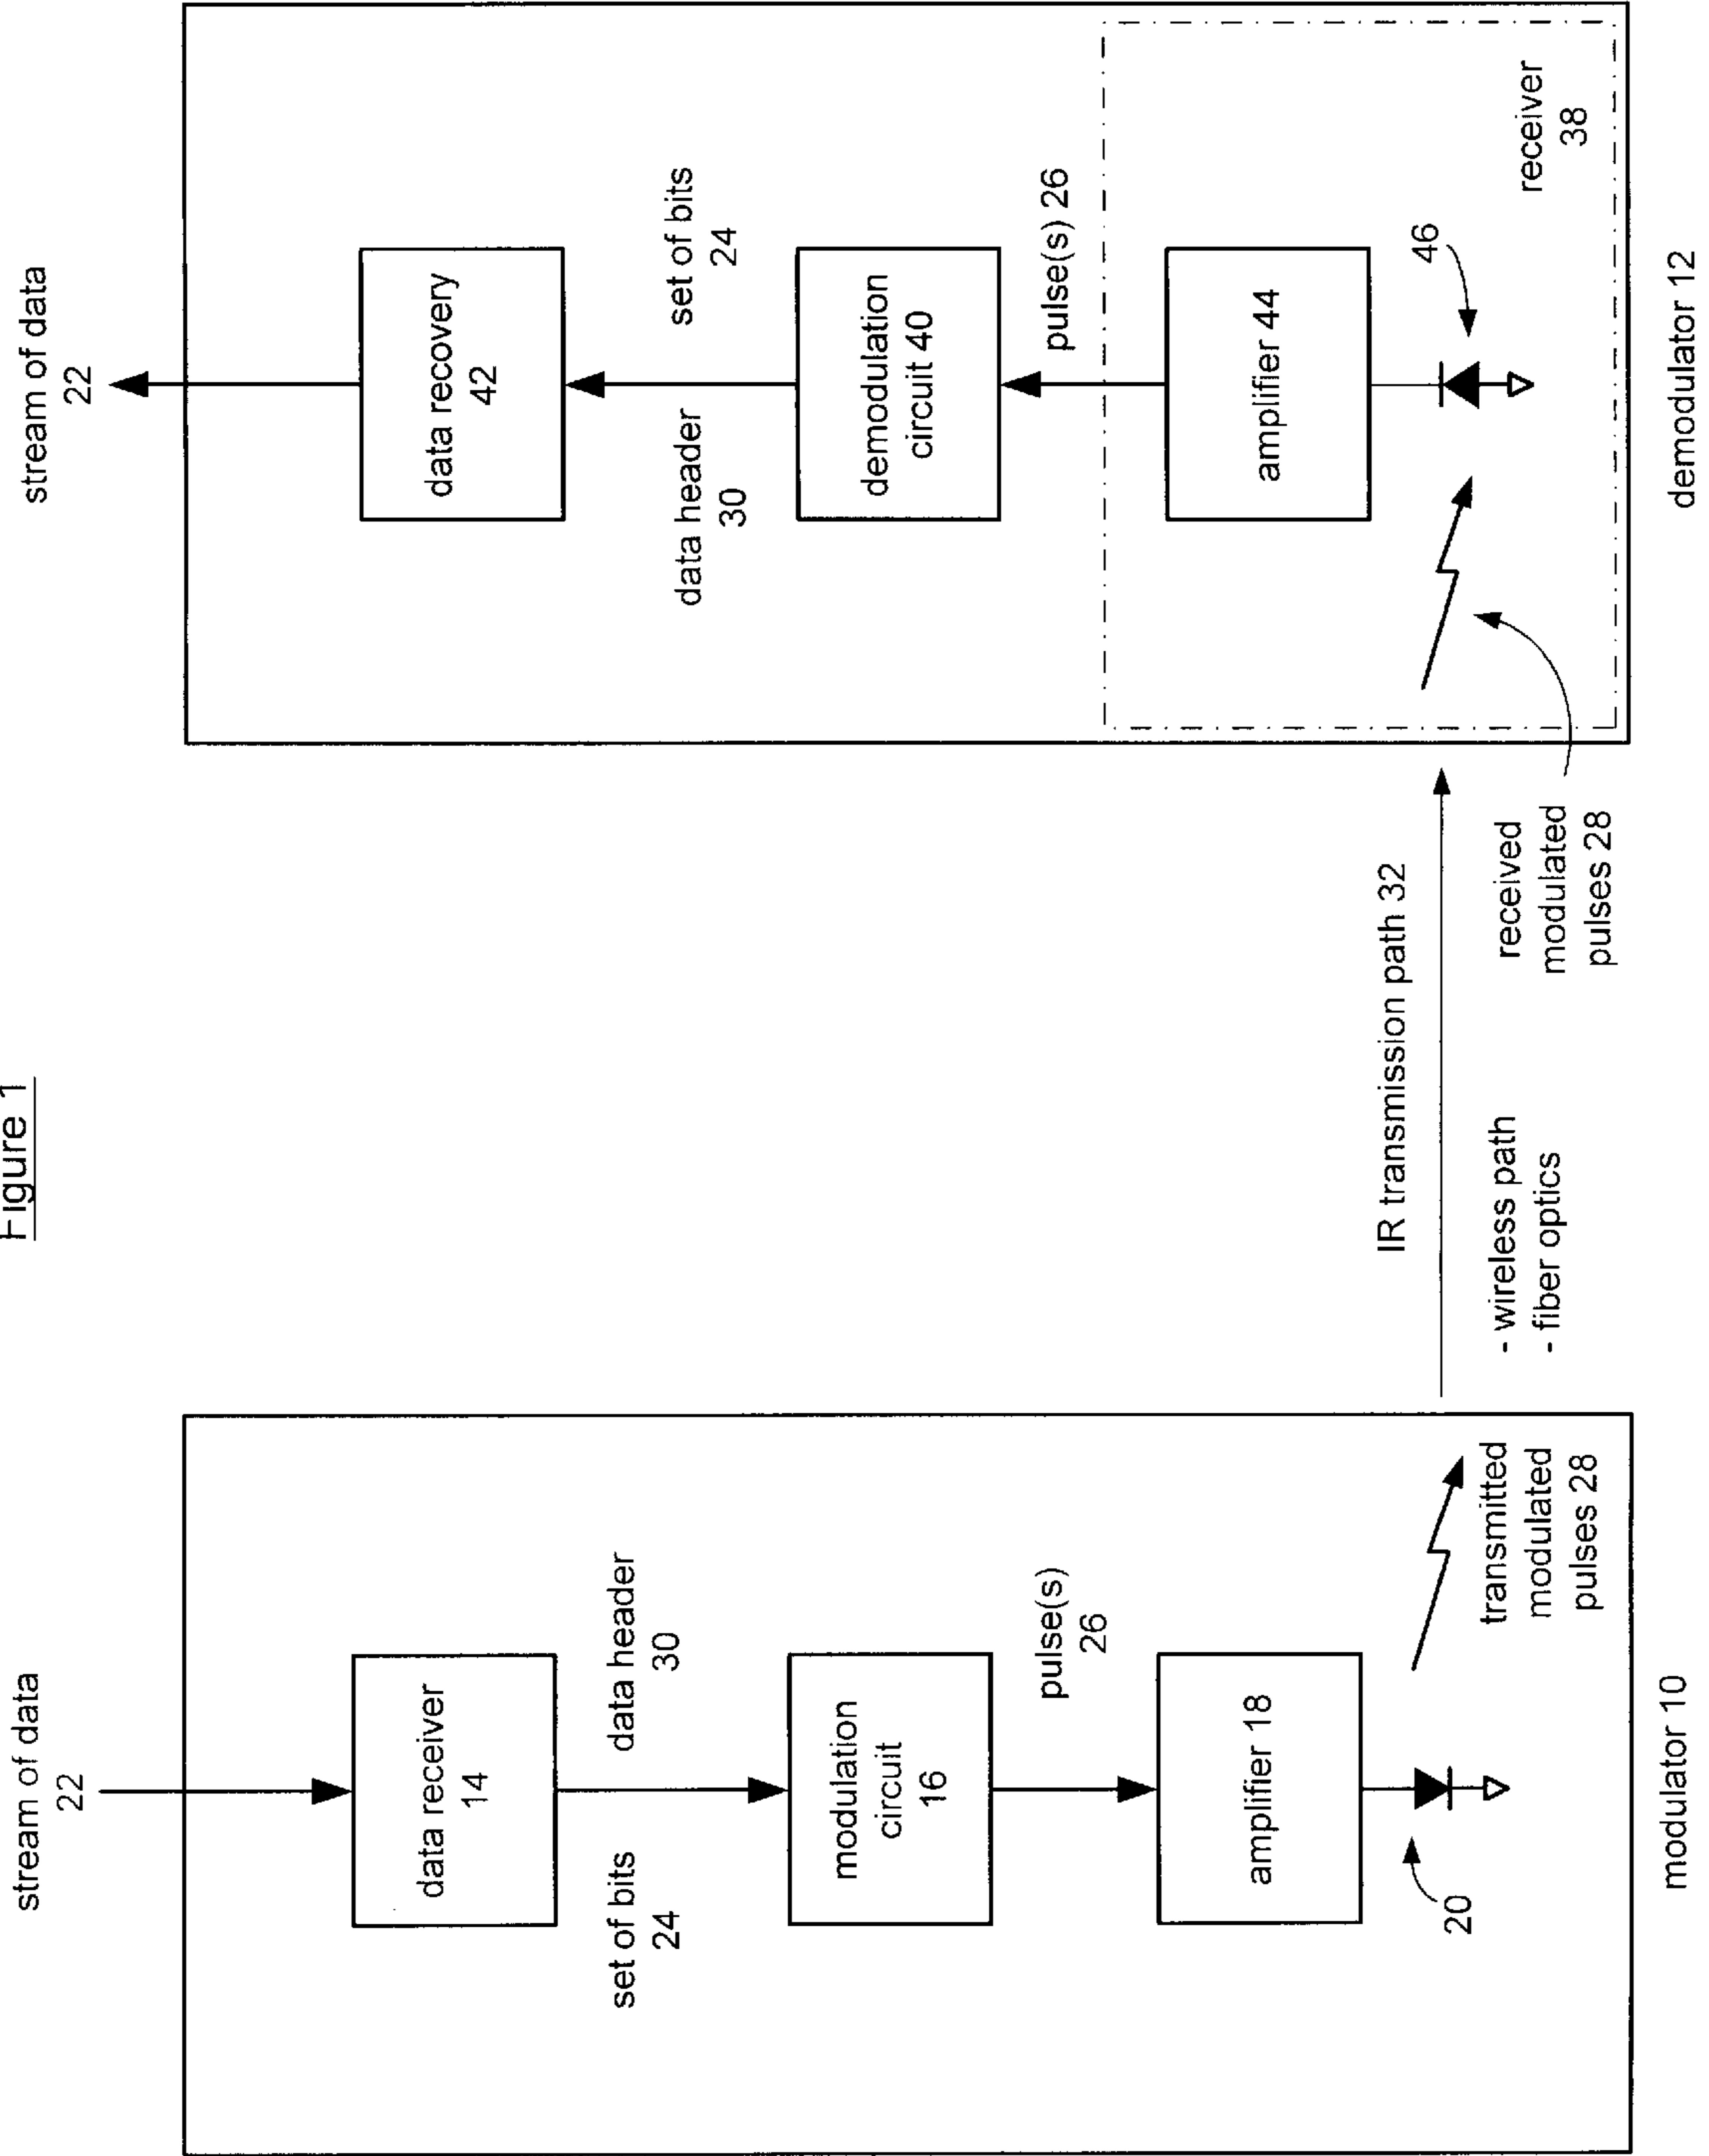 Figure 1
stream of data
22
data receiver
14
set of bits
24
data header
30
modulation
circuit
16
pulse(s)
26
amplifier 18
20
transmitted
modulated
pulses 28
modulator 10
IR transmission path 32
- wireless path
- fiber optics
stream of data
22
data recovery
42
data header
30
set of bits
24
demodulation
circuit 40
pulse(s) 26
amplifier 44
46
receiver
38
received
modulated
pulses 28
demodulator 12